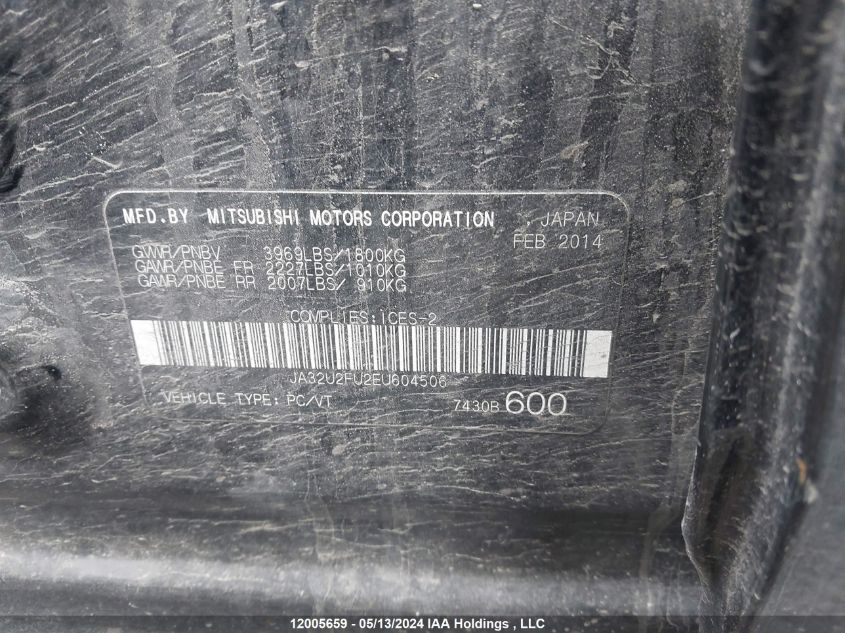 MFD.BY MITSUBISHI MOTORS CORPORATION JAPAN
FEB 2014
GVWR/PNBV 3969LBS/1800KG
GAWR/PNBE FR 2227LBS/1010KG
GAWR/PNBE RR 2007LBS/ 910KG
COMPLIES:ICES-2
JA32U2FU2EU604506
VEHICLE TYPE: PC/VT 7430B 600
12005659 - 05/13/2024 IAA Holdings , LLC